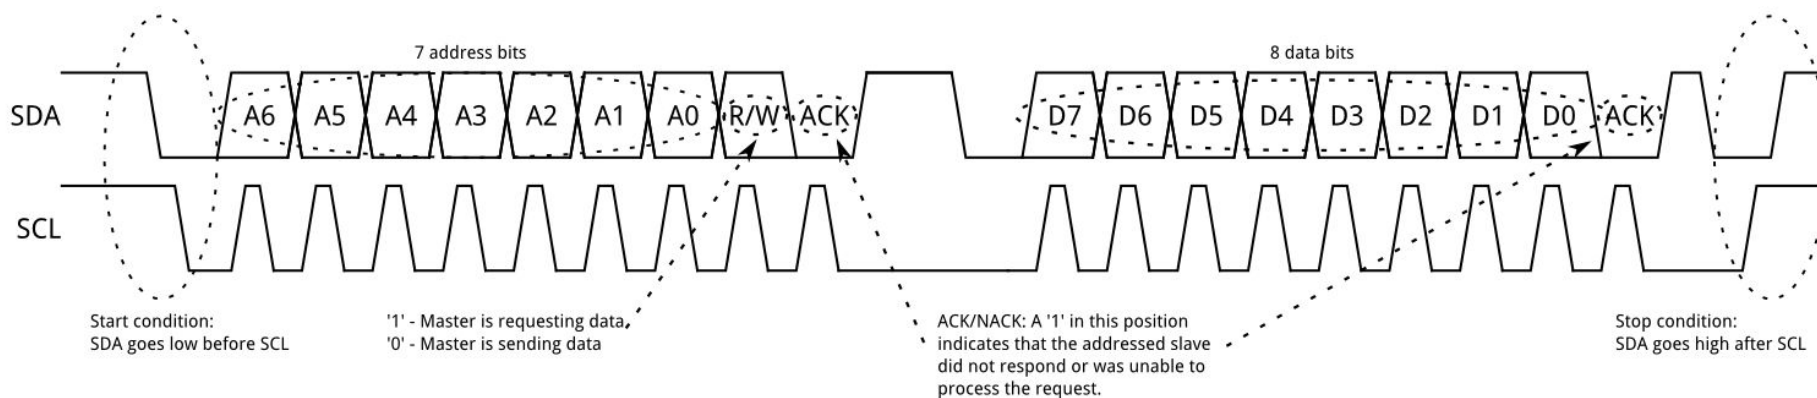 7 address bits
8 data bits
SDA A6 A5 A4 A3 A2 A1 A0 R/W ACK D7 D6 D5 D4 D3 D2 D1 D0 ACK
SCL
Start condition:
SDA goes low before SCL
'1' - Master is requesting data
'0' - Master is sending data
ACK/NACK: A '1' in this position
indicates that the addressed slave
did not respond or was unable to
process the request.
Stop condition:
SDA goes high after SCL